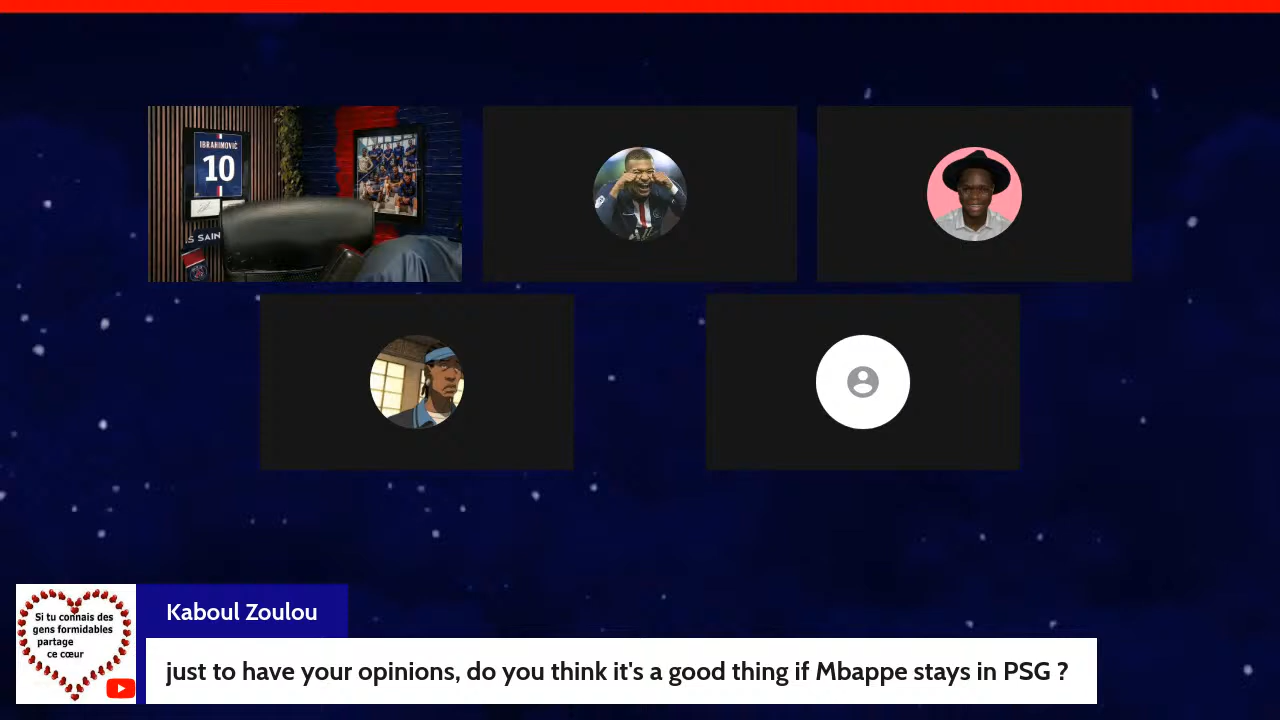 IBRAHIMOVIĆ
10
Kaboul Zoulou
Si tu connais des
gens formidables
partage
ce cœur
just to have your opinions, do you think it's a good thing if Mbappe stays in PSG ?